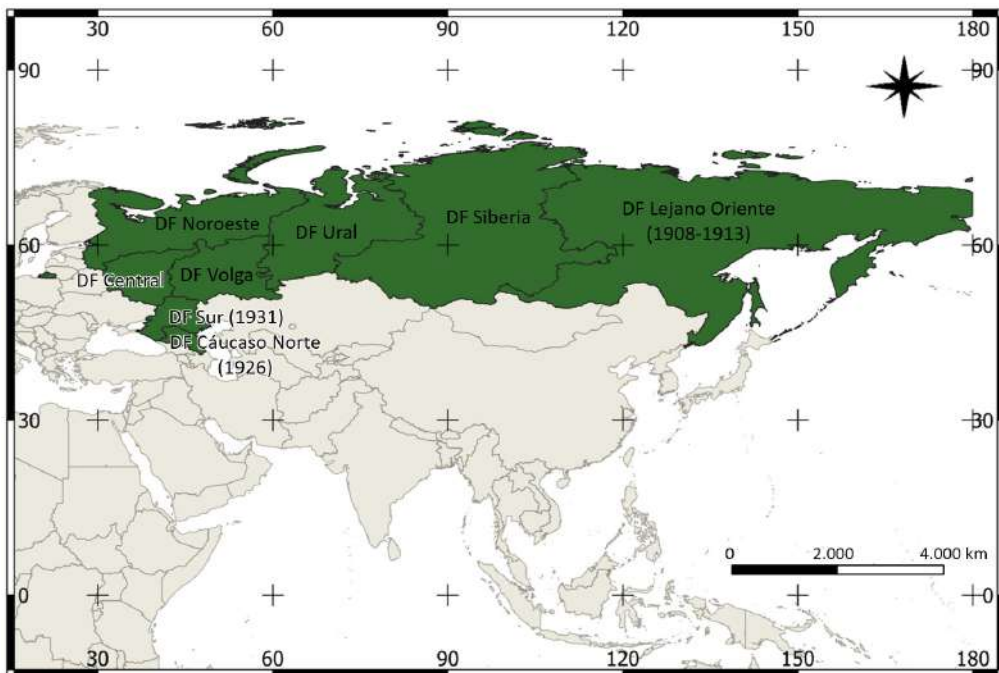 30 60 90 120 150 180
90 90
DF Noroeste
DF Ural
DF Siberia
DF Lejano Oriente
(1908-1913)
60 60
DF Central
DF Volga
DF Sur (1931)
DF Cáucaso Norte
(1926)
30 30
0 2.000 4.000 km
0 0
30 60 90 120 150 180